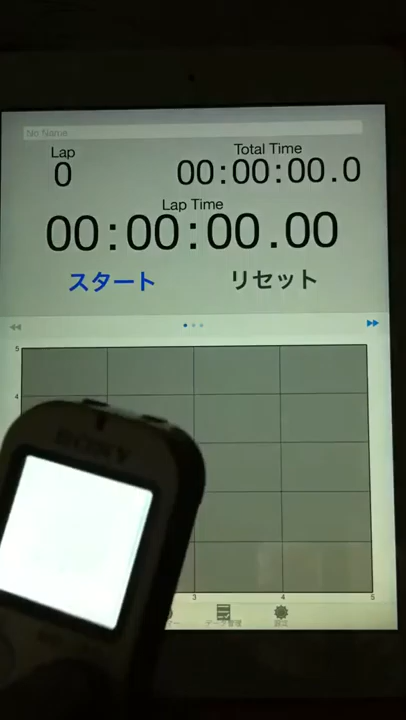 No Name
Lap
Total Time
0
00:00:00.0
Lap Time
00:00:00.00
スタート
リセット
5
4
SONY
3
4
5
データ管理
設定